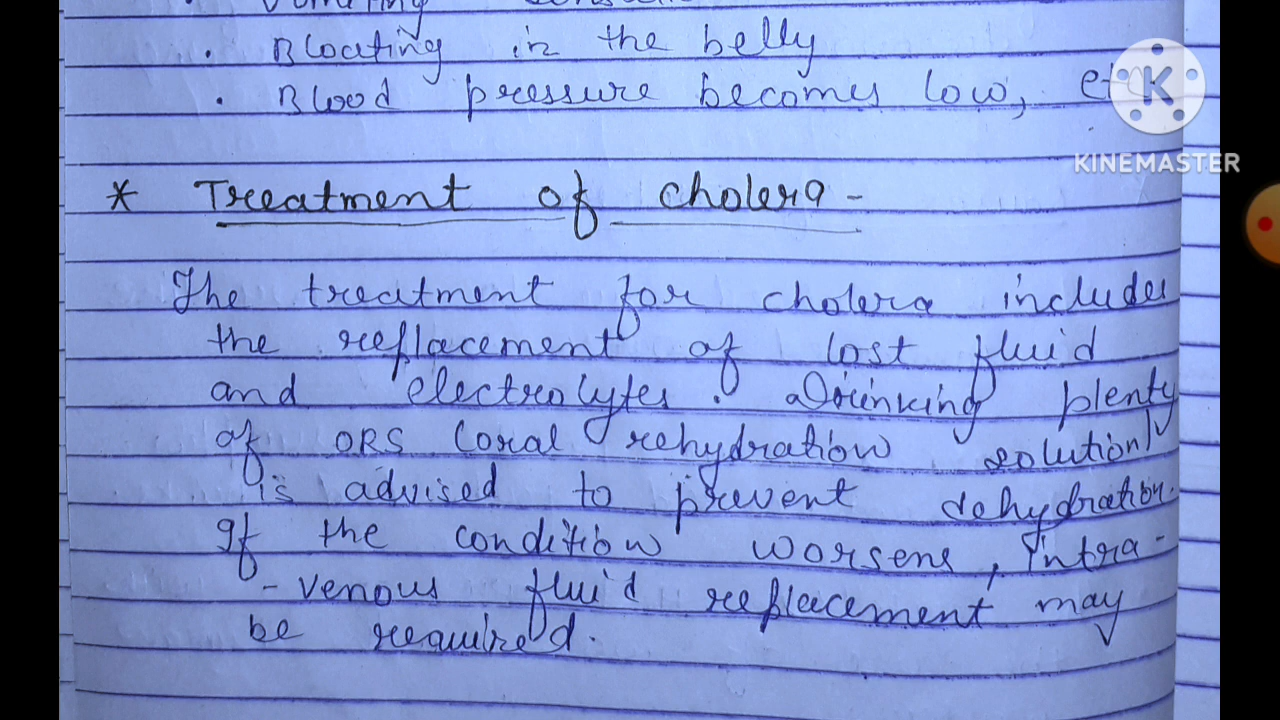 • Bloating in the belly
• Blood pressure becomes low, etc
KINEMASTER
* Treatment of cholera -
The treatment for cholera includes
the replacement of lost fluid
and electrolytes. Drinking plenty
of ORS (oral rehydration solution)
is advised to prevent dehydration.
If the condition worsens, intra-
-venous fluid replacement may
be required.